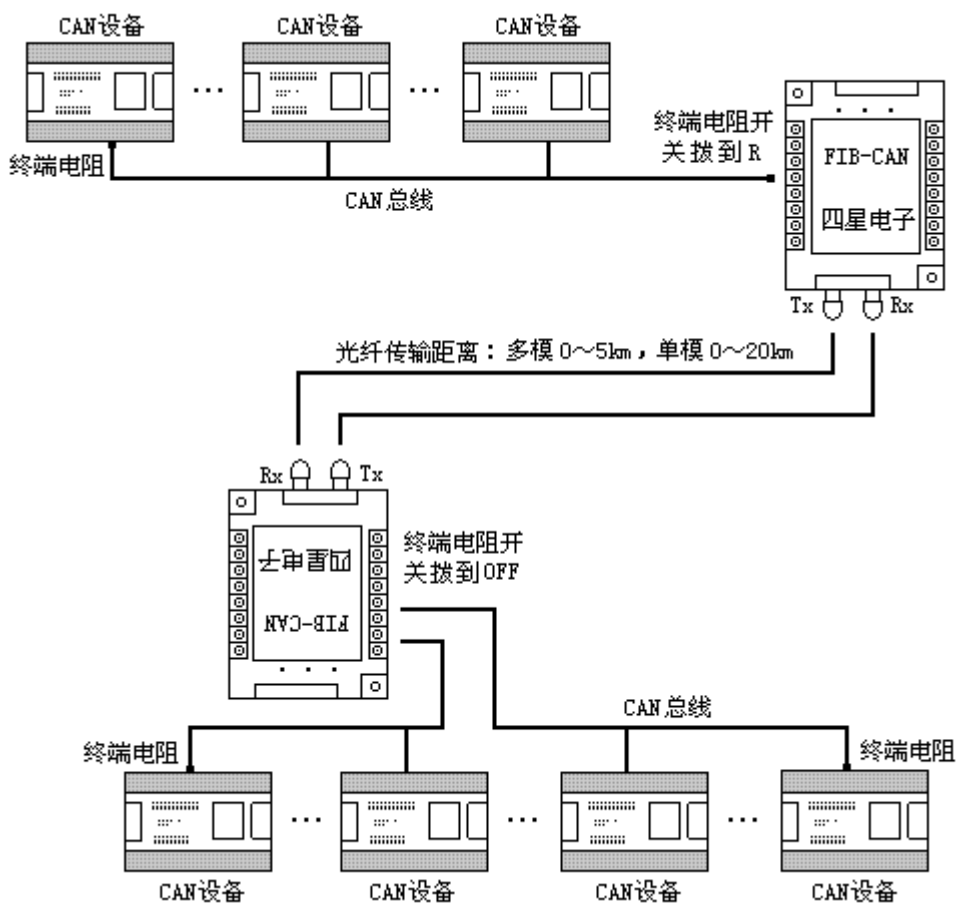 CAN设备 CAN设备 CAN设备
终端电阻
CAN总线
终端电阻开
关拨到R
FIB-CAN
四星电子
Tx Rx
光纤传输距离：多模0～5km，单模0～20km
Rx Tx
四星电子
FIB-CAN
终端电阻开
关拨到OFF
CAN总线
终端电阻 终端电阻
CAN设备 CAN设备 CAN设备 CAN设备